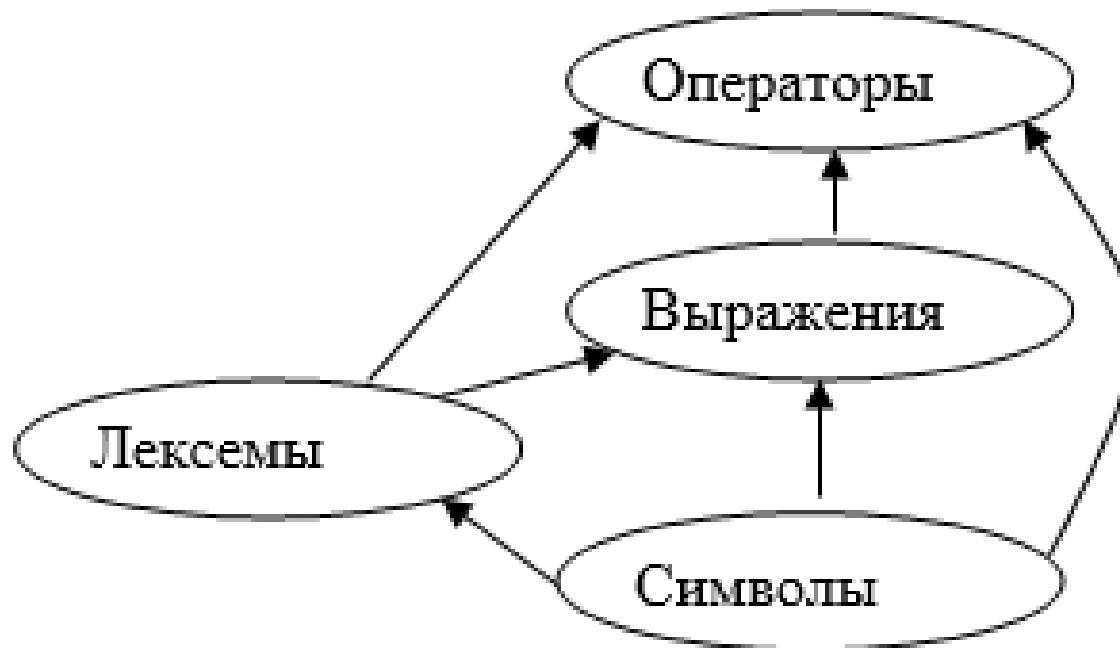 Операторы
Выражения
Лексемы
Символы